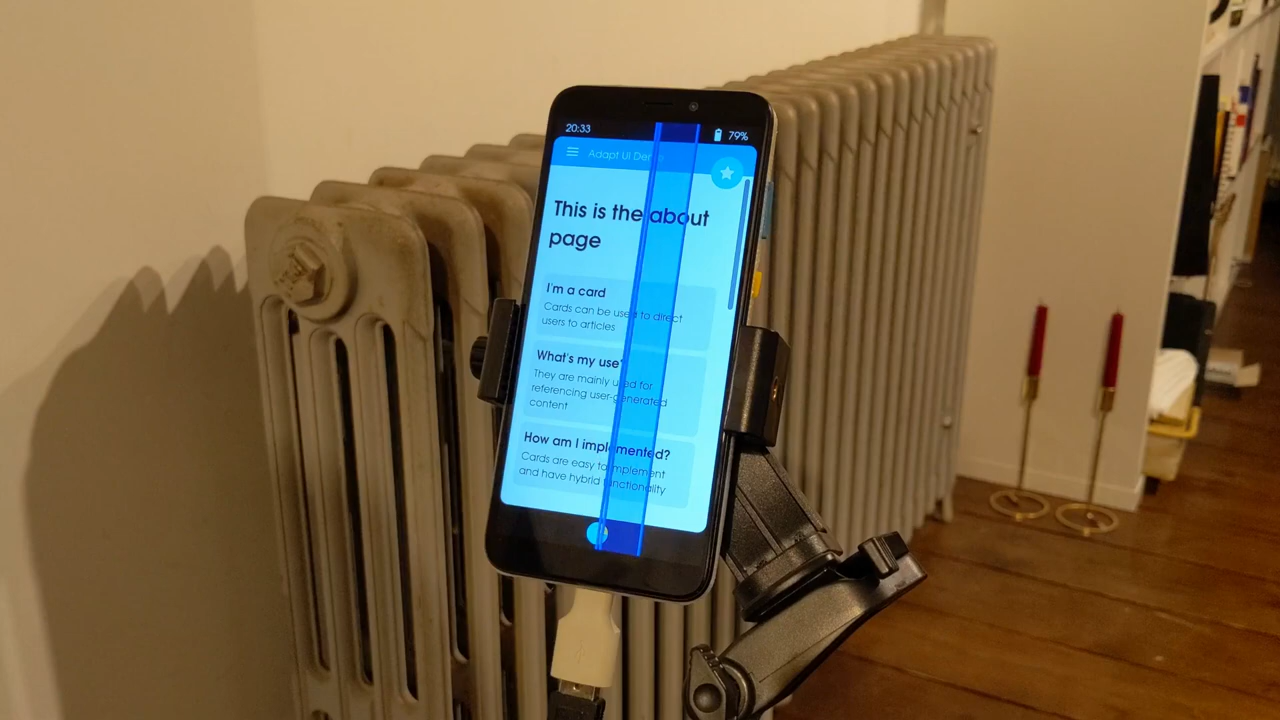 20:33
79%
Adapt UI Demo
This is the about
page
I'm a card
Cards can be used to direct
users to articles
What's my use?
They are mainly used for
referencing user-generated
content
How am I implemented?
Cards are easy to implement
and have hybrid functionality